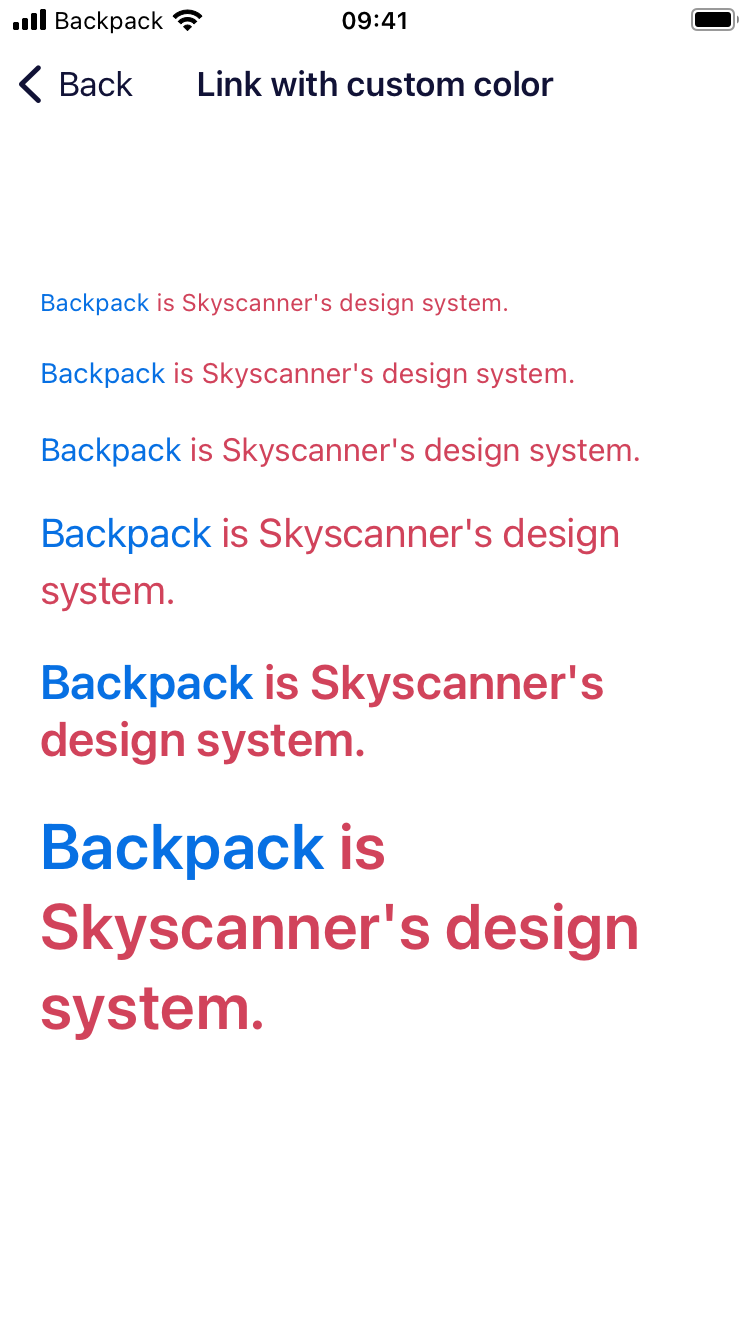 Backpack 09:41
Back Link with custom color
Backpack is Skyscanner's design system.
Backpack is Skyscanner's design system.
Backpack is Skyscanner's design system.
Backpack is Skyscanner's design
system.
Backpack is Skyscanner's
design system.
Backpack is
Skyscanner's design
system.